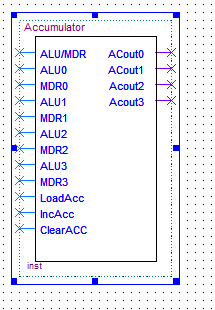 Accumulator
ALU/MDR ACout0
ALU0 ACout1
MDR0 Acout2
ALU1 Acout3
MDR1
ALU2
MDR2
ALU3
MDR3
LoadAcc
IncAcc
ClearACC
inst